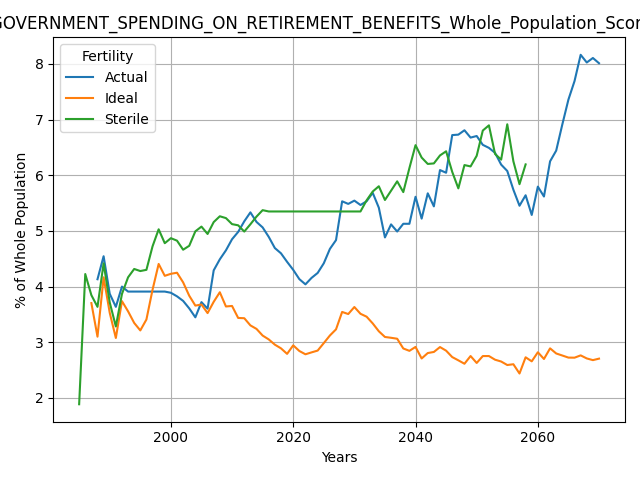 GOVERNMENT_SPENDING_ON_RETIREMENT_BENEFITS_Whole_Population_Scor
Fertility
Actual
Ideal
Sterile
% of Whole Population
8
7
6
5
4
3
2
2000
2020
2040
2060
Years